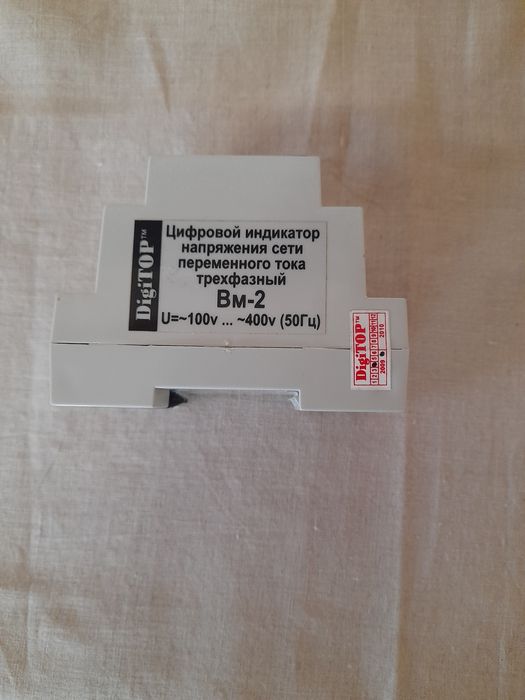 DigiTOP™
Цифровой индикатор
напряжения сети
переменного тока
трехфазный
Вм-2
U=~100v ... ~400v (50Гц)
DigiTOP™
2009 2010